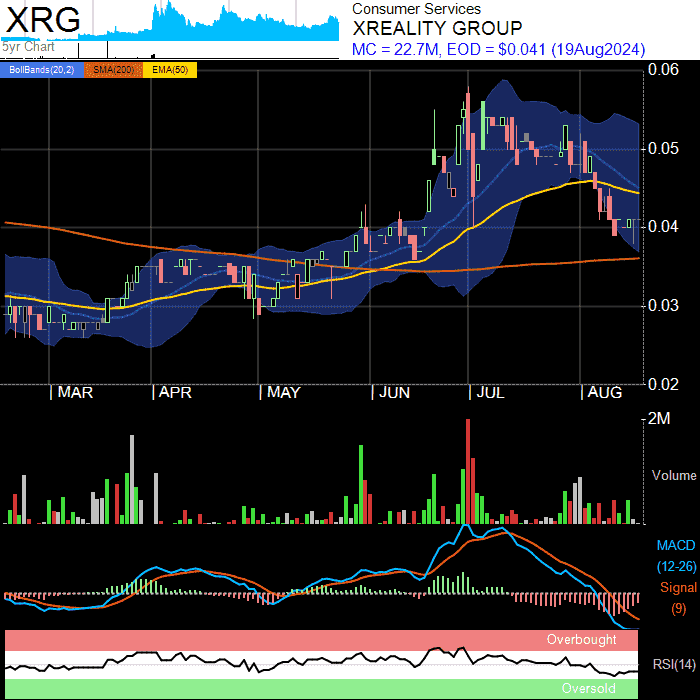 XRG
5yr Chart
Consumer Services
XREALITY GROUP
MC = 22.7M, EOD = $0.041 (19Aug2024)
BollBands(20,2) SMA(200) EMA(50)
0.06
0.05
0.04
0.03
0.02
MAR APR MAY JUN JUL AUG
2M
Volume
MACD
(12-26)
Signal
(9)
Overbought
RSI(14)
Oversold